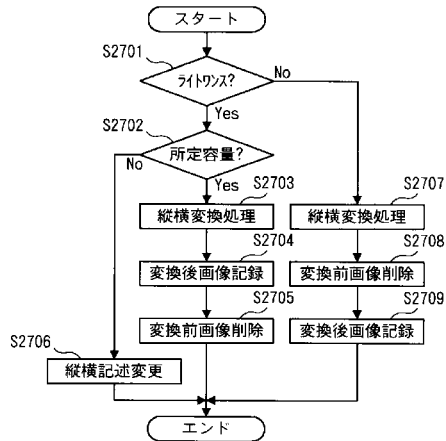 スタート
S2701
ライトワンス?
No
Yes
S2702
所定容量?
No
Yes
S2703
縦横変換処理
S2707
縦横変換処理
S2704
変換後画像記録
S2708
変換前画像削除
S2705
変換前画像削除
S2709
変換後画像記録
S2706
縦横記述変更
エンド